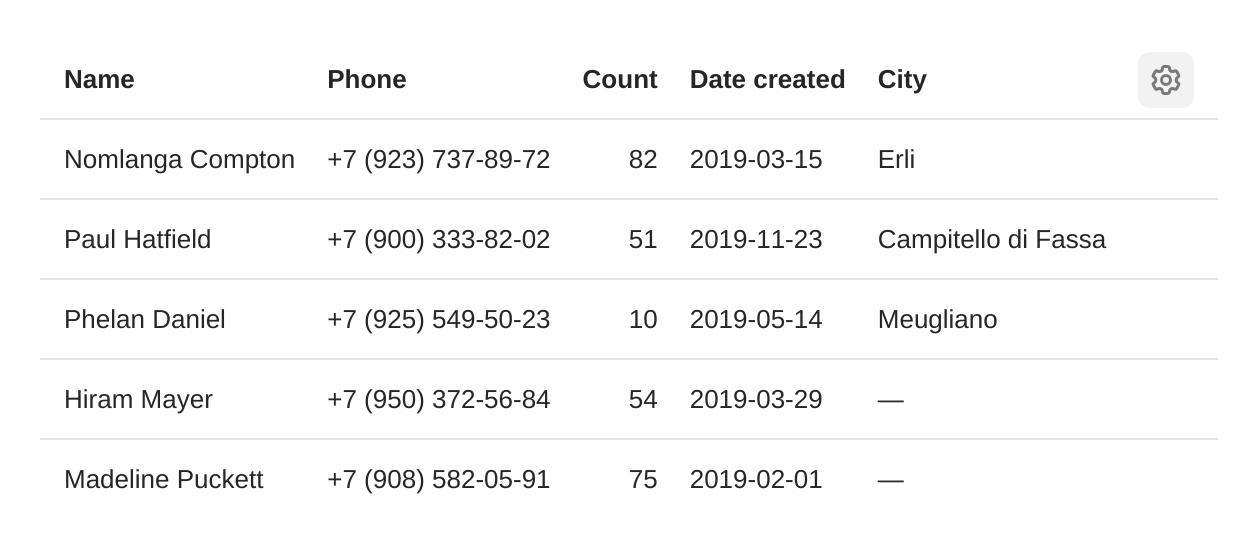 Name Phone Count Date created City
Nomlanga Compton +7 (923) 737-89-72 82 2019-03-15 Erli
Paul Hatfield +7 (900) 333-82-02 51 2019-11-23 Campitello di Fassa
Phelan Daniel +7 (925) 549-50-23 10 2019-05-14 Meugliano
Hiram Mayer +7 (950) 372-56-84 54 2019-03-29 —
Madeline Puckett +7 (908) 582-05-91 75 2019-02-01 —